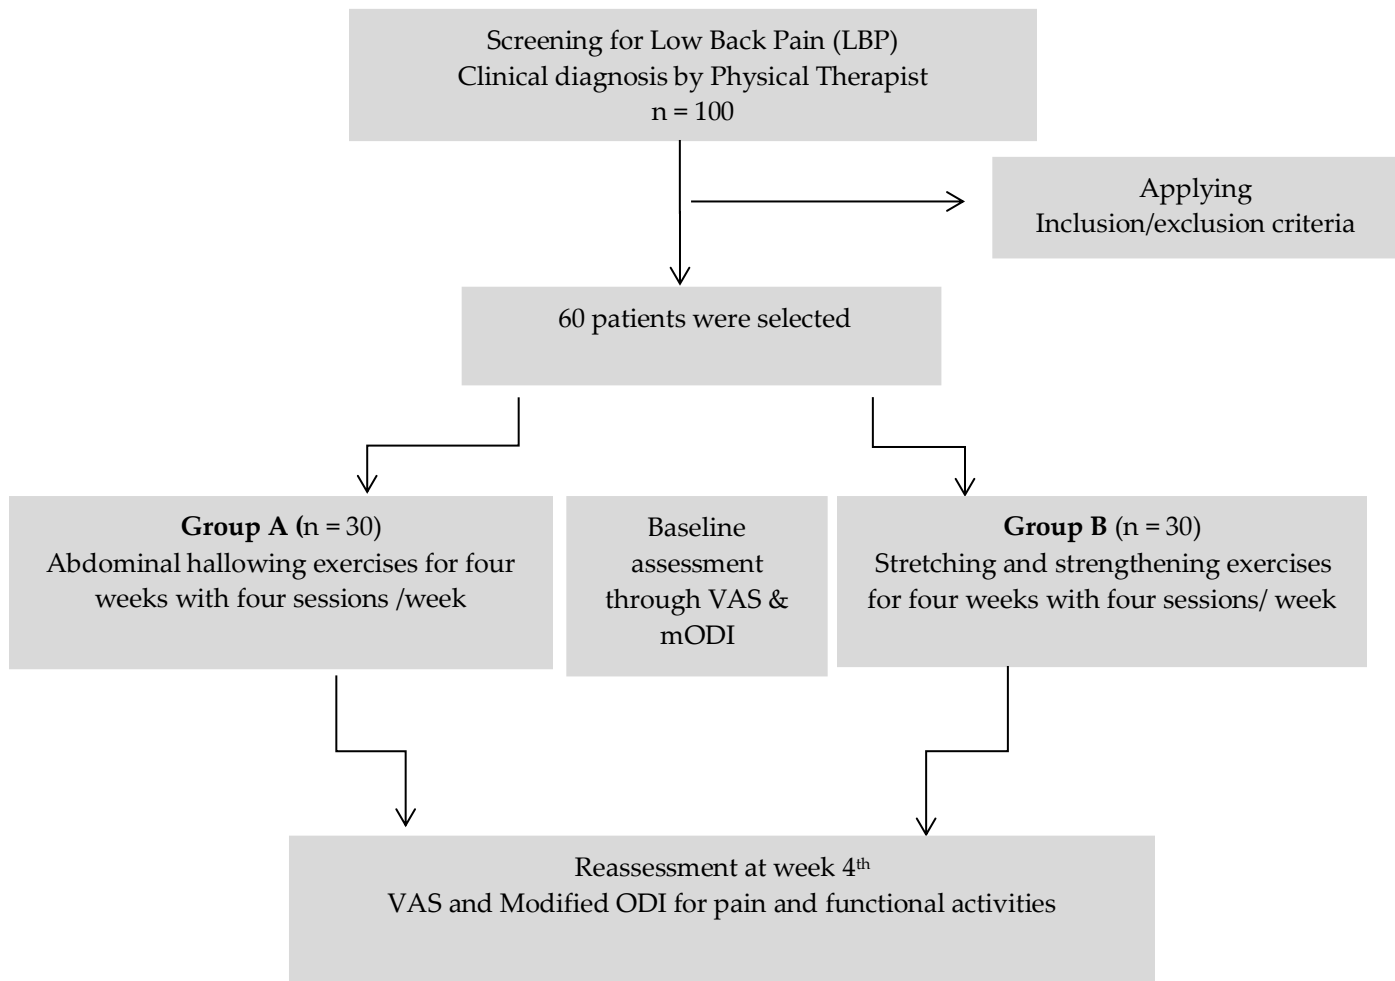 Screening for Low Back Pain (LBP)
Clinical diagnosis by Physical Therapist
n = 100
Applying
Inclusion/exclusion criteria
60 patients were selected
Group A (n = 30)
Abdominal hallowing exercises for four
weeks with four sessions /week
Baseline
assessment
through VAS &
mODI
Group B (n = 30)
Stretching and strengthening exercises
for four weeks with four sessions/ week
Reassessment at week 4th
VAS and Modified ODI for pain and functional activities